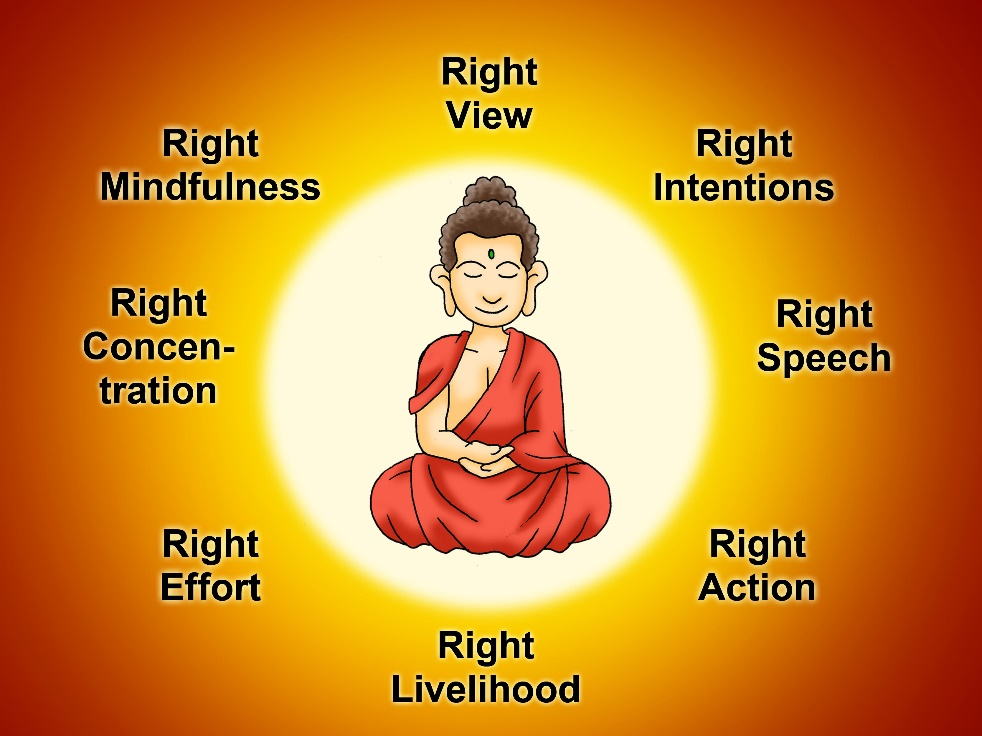 Right
View
Right
Intentions
Right
Speech
Right
Action
Right
Livelihood
Right
Effort
Right
Concen-
tration
Right
Mindfulness